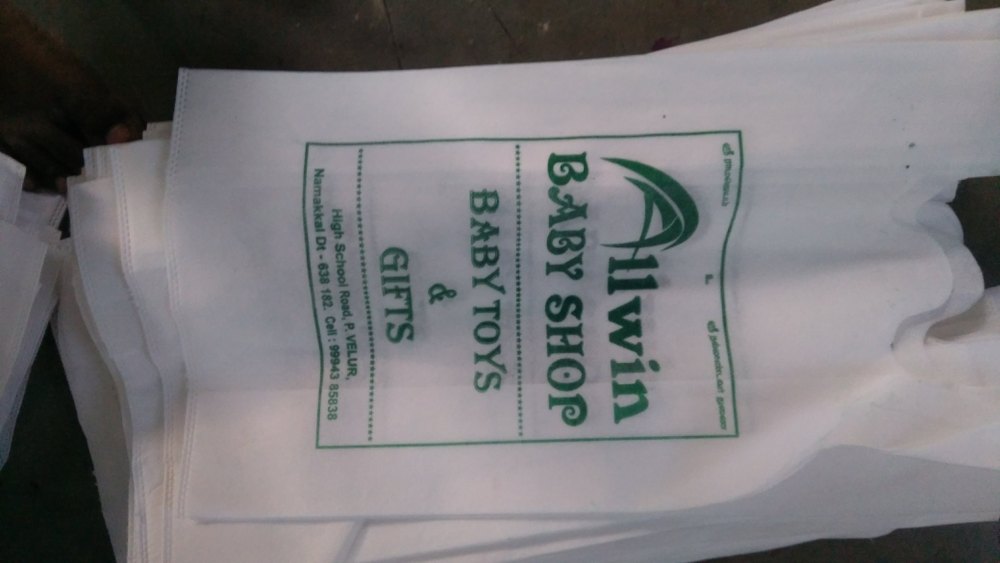 உ
Allwin
BABY SHOP
BABY TOYS
&
GIFTS
High School Road, P. VELUR,
Namakkal Dt - 638 182. Cell : 99943 85838